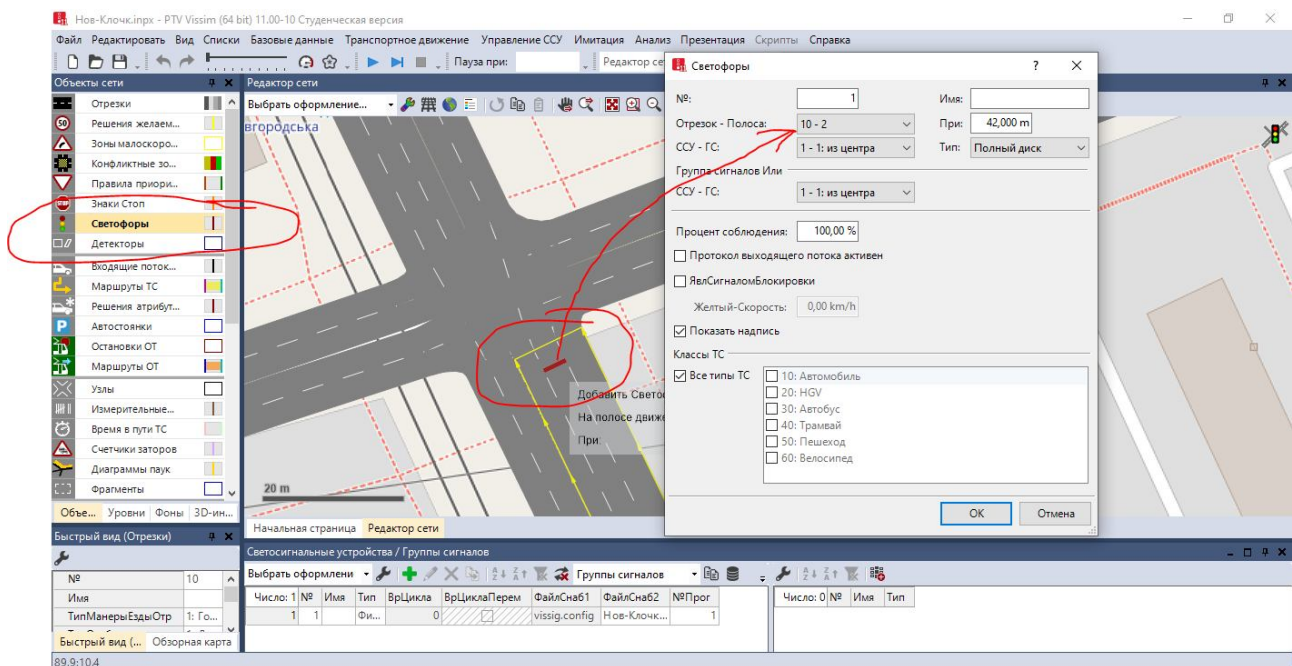 Нов-Клочк.inpx - PTV Vissim (64 bit) 11.00-10 Студенческая версия
Файл Редактировать Вид Списки Базовые данные Транспортное движение Управление ССУ Имитация Анализ Презентация Скрипты Справка
Пауза при:
Объекты сети
Отрезки
Решения желаем...
Зоны малоскоро...
Конфликтные зо...
Правила приори...
Знаки Стоп
Светофоры
Детекторы
Входящие поток...
Маршруты ТС
Решения атрибут...
Автостоянки
Остановки ОТ
Маршруты ОТ
Узлы
Измерительные...
Время в пути ТС
Счетчики заторов
Диаграммы паук
Фрагменты
Объе... Уровни Фоны 3D-ин...
Быстрый вид (Отрезки)
№ 10
Имя
ТипМанерыЕздыОтр 1: Го...
Быстрый вид (... Обзорная карта
89,9:10,4
Редактор сети
Выбрать оформление...
вгородська
Добавить Свето
На полосе движе
При:
20 m
Начальная страница Редактор сети
Светофоры
№: 1 Имя:
Отрезок - Полоса: 10 - 2 При: 42,000 m
ССУ - ГС: 1 - 1: из центра Тип: Полный диск
Группа сигналов Или
ССУ - ГС: 1 - 1: из центра
Процент соблюдения: 100,00 %
Протокол выходящего потока активен
ЯвлСигналомБлокировки
Желтый-Скорость: 0,00 km/h
Показать надпись
Классы ТС
Все типы ТС
10: Автомобиль
20: HGV
30: Автобус
40: Трамвай
50: Пешеход
60: Велосипед
OK Отмена
Светосигнальные устройства / Группы сигналов
Выбрать оформлени Группы сигналов
Число: 1 № Имя Тип ВрЦикла ВрЦиклаПерем ФайлСнаб1 ФайлСнаб2 №Прог
1 1 Фи... 0 vissig.config Нов-Клочк... 1
Число: 0 № Имя Тип